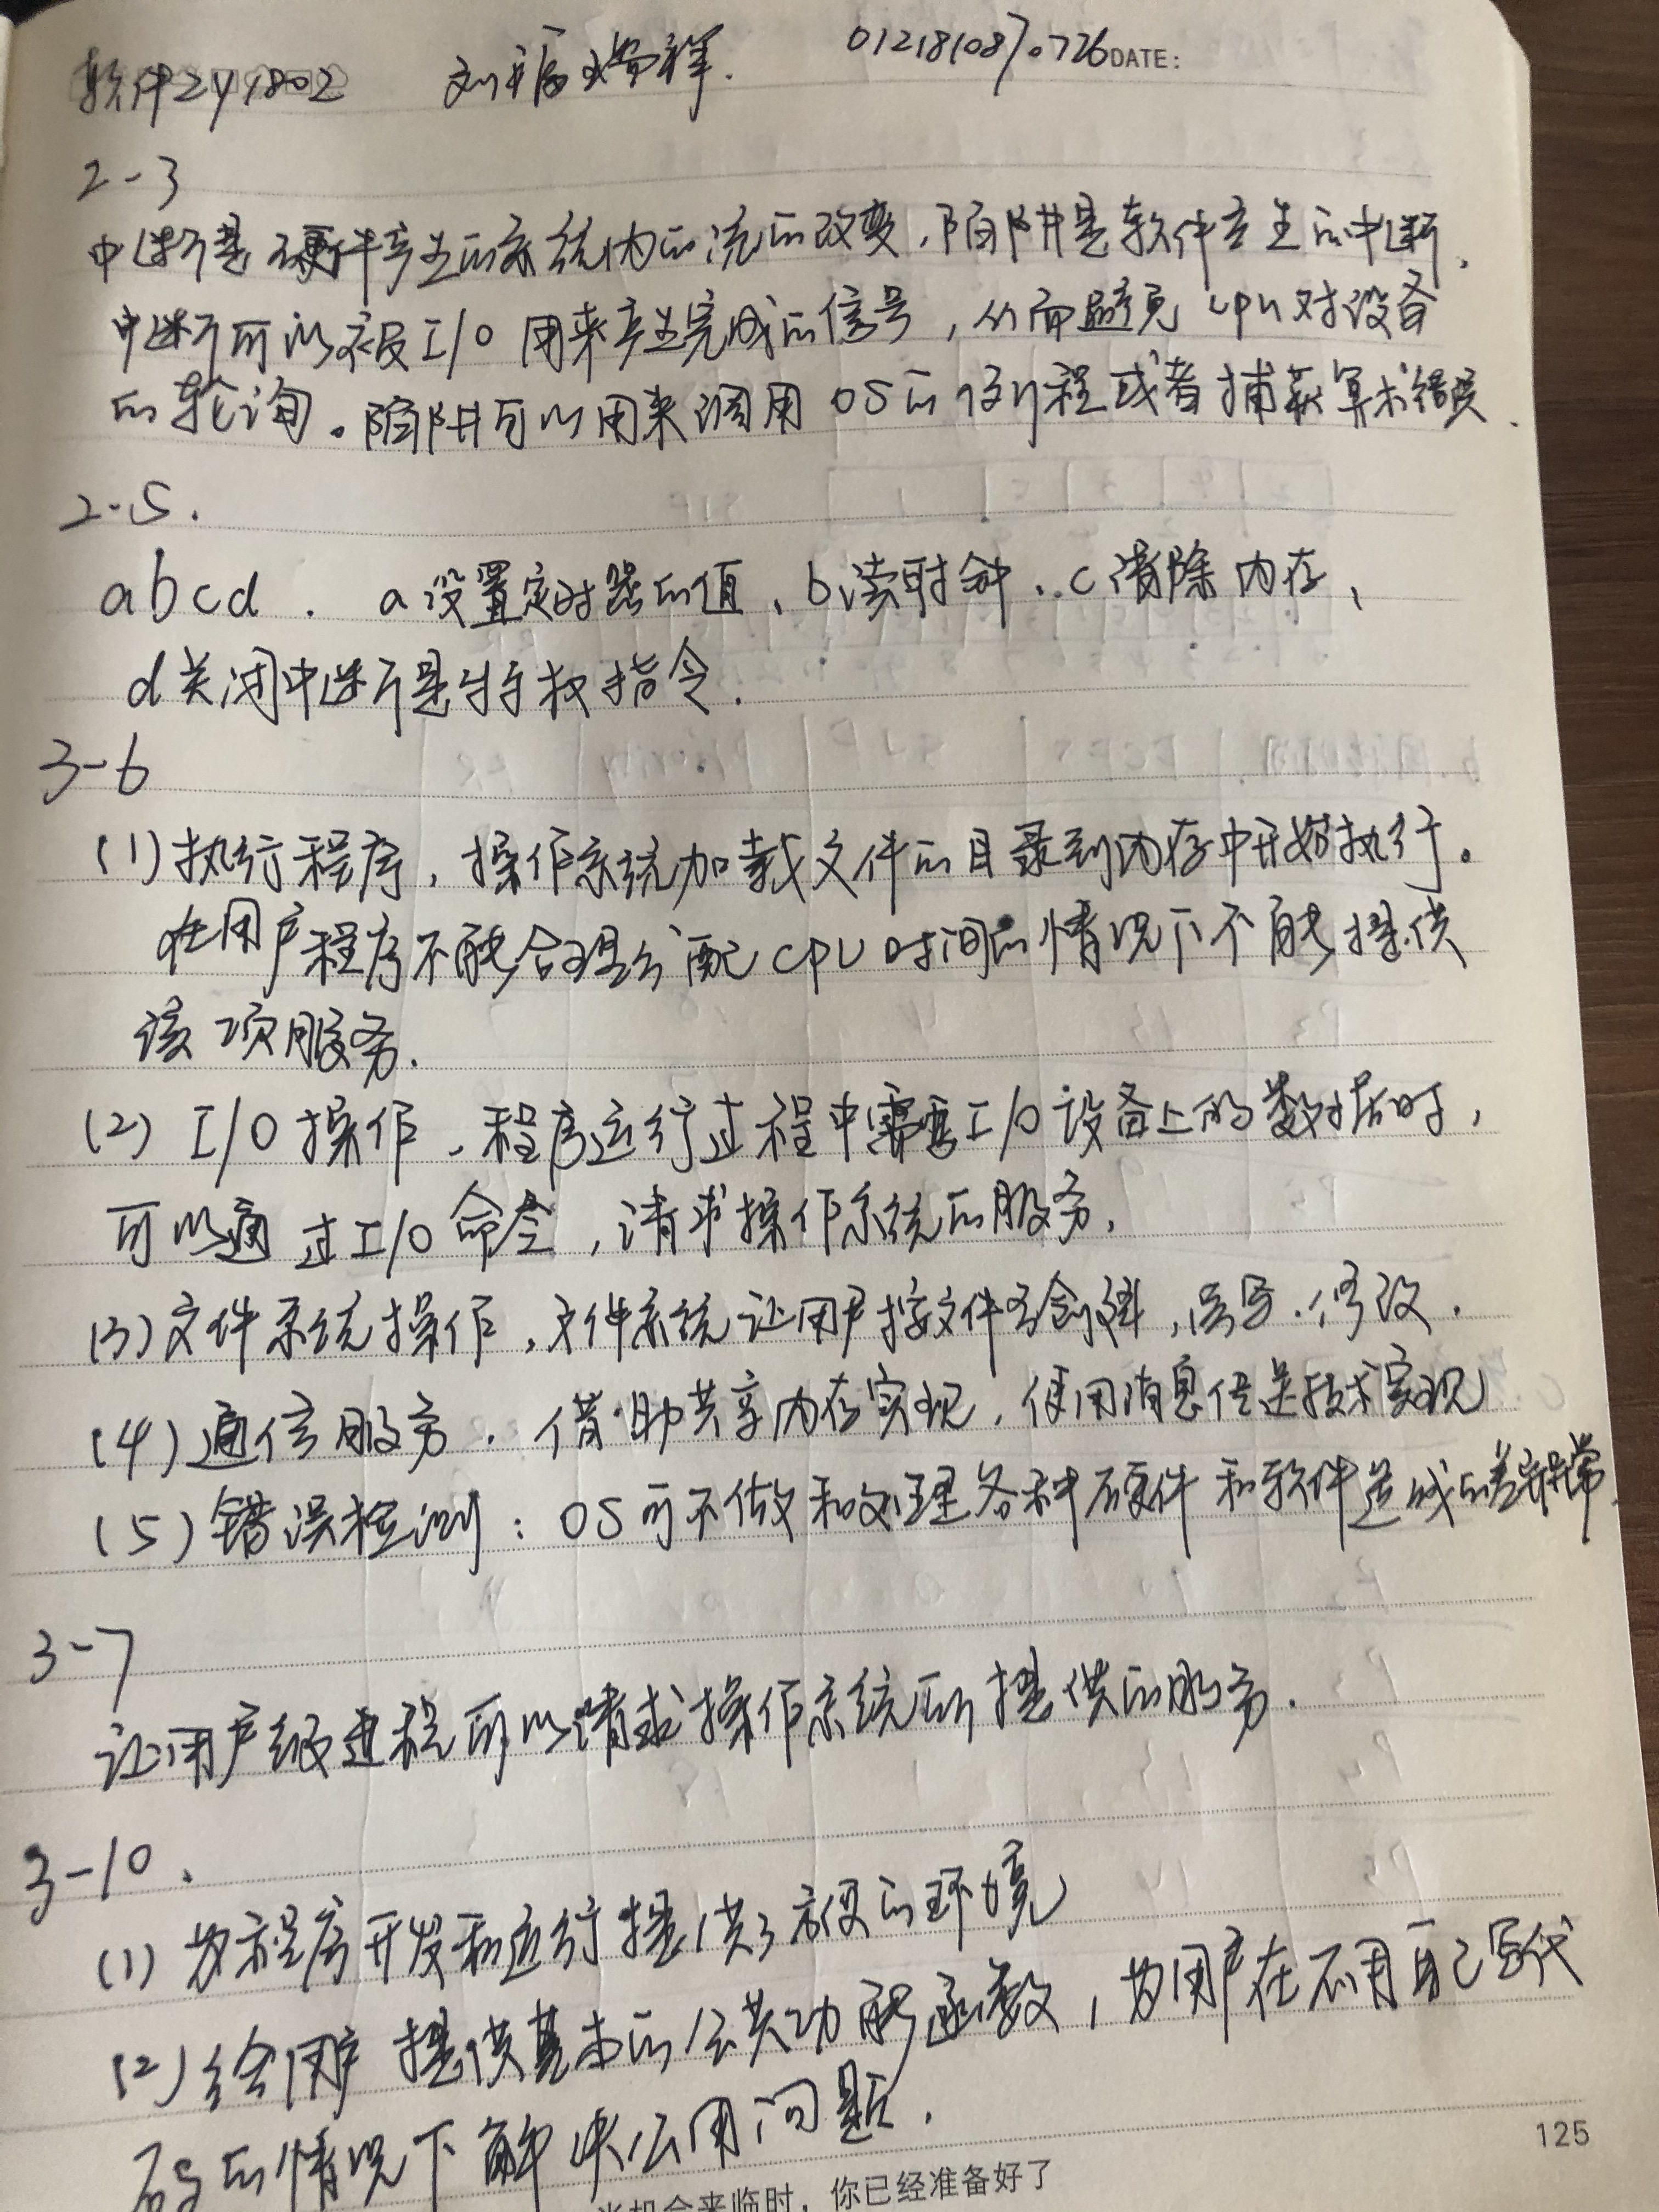 软件zy1802 刘福祥. 0121810870726 DATE:
2-3
中断是硬件产生的系统内的流的改变,陷阱是软件产生的中断.
中断可以被I/O用来产生完成的信号,从而避免cpu对设备
的轮询。陷阱可以用来调用OS的例程或者捕获算术错误.
2-5.
abcd. a设置定时器的值、b读时钟、c清除内存、
d关闭中断是特权指令.
3-6
(1)执行程序,操作系统加载文件的目录到内存中开始执行。
在用户程序不能合理分配CPU时间的情况下不能提供
该项服务.
(2) I/O操作,程序运行过程中需要I/O设备上的数据时,
可以通过I/O命令,请求操作系统的服务.
(3)文件系统操作,文件系统让用户按文件名创建,读写.修改.
(4)通信服务.借助共享内存实现,使用消息传送技术实现
(5)错误检测:OS可不做和处理各种硬件和软件造成的差异异常.
3-7
让用户级进程可以请求操作系统所提供的服务.
3-10.
(1)为程序开发和运行提供了方便的环境
(2)给用户提供基本的公共功能函数,为用户在不用自己写代
码的情况下解决公用问题.
125
当机会来临时,你已经准备好了